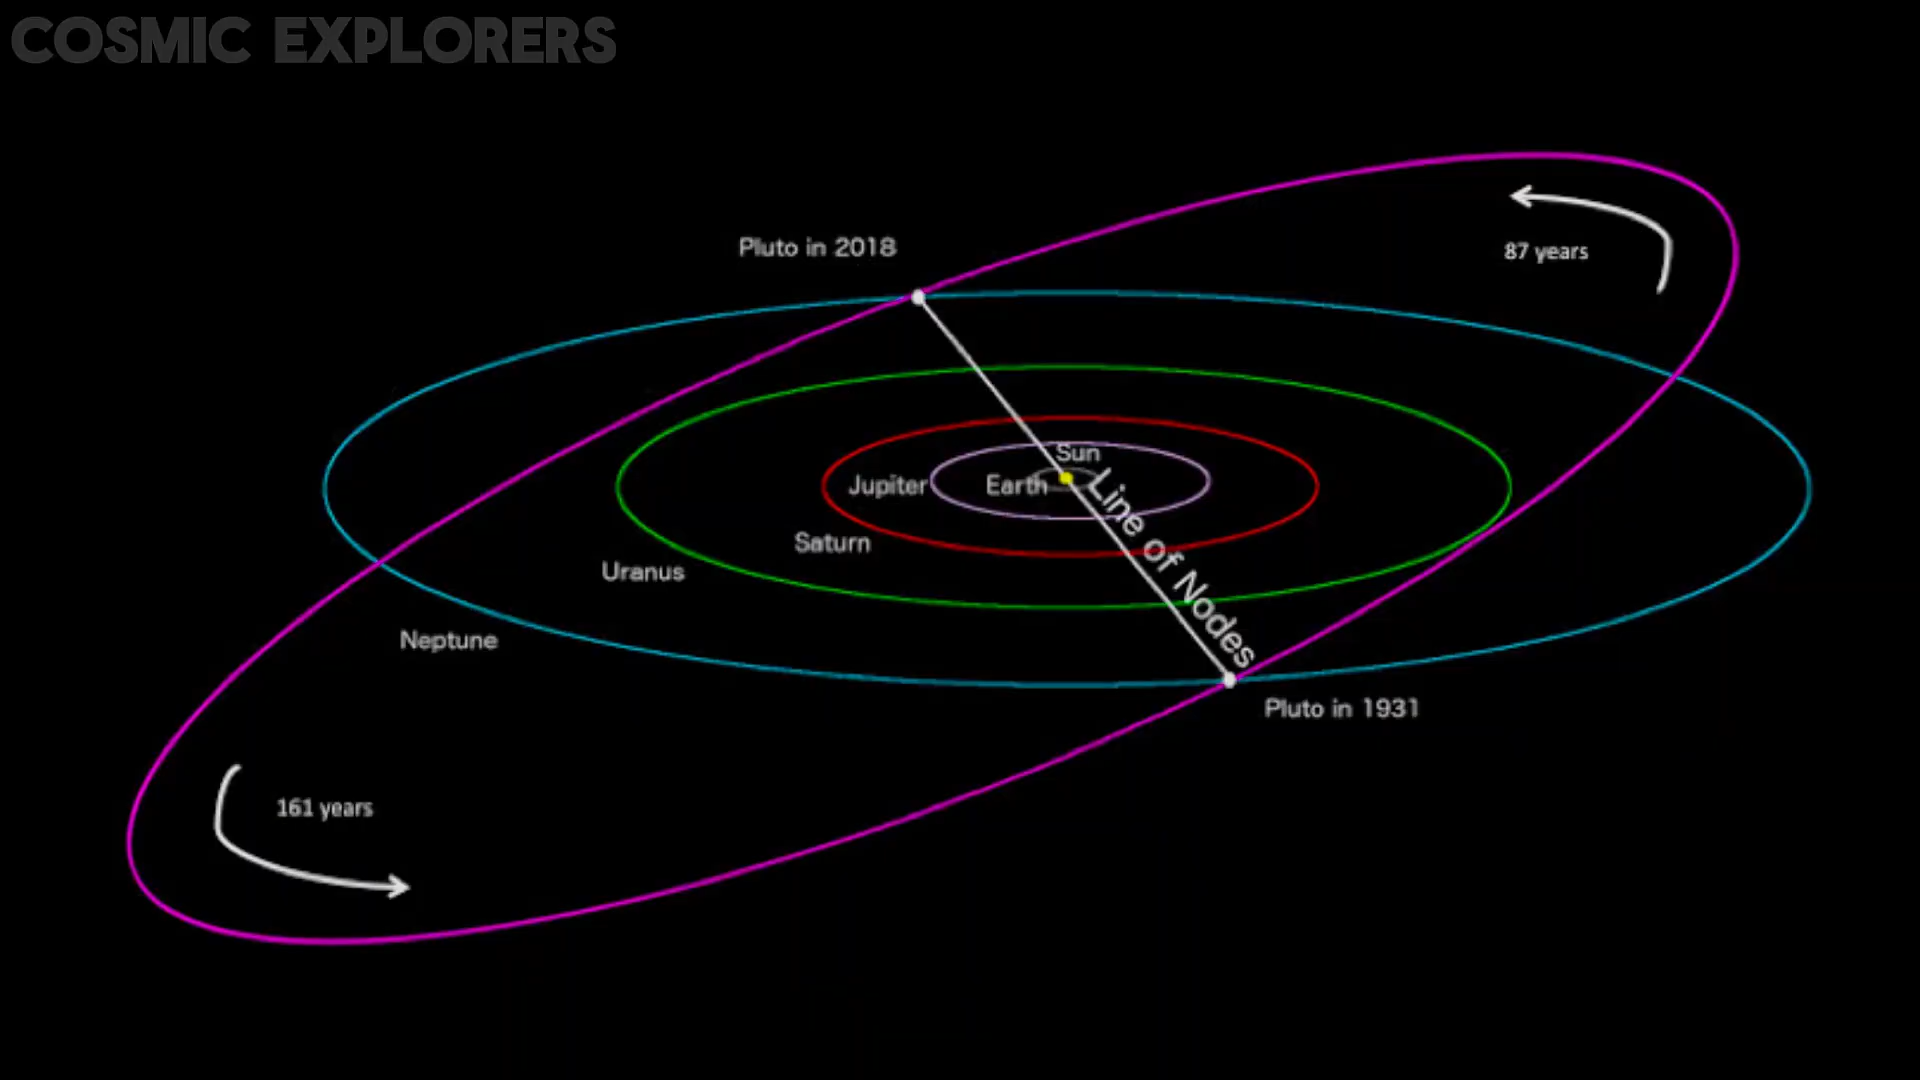 COSMIC EXPLORERS
Pluto in 2018
87 years
Sun
Jupiter
Earth
Line of Nodes
Saturn
Uranus
Neptune
Pluto in 1931
161 years